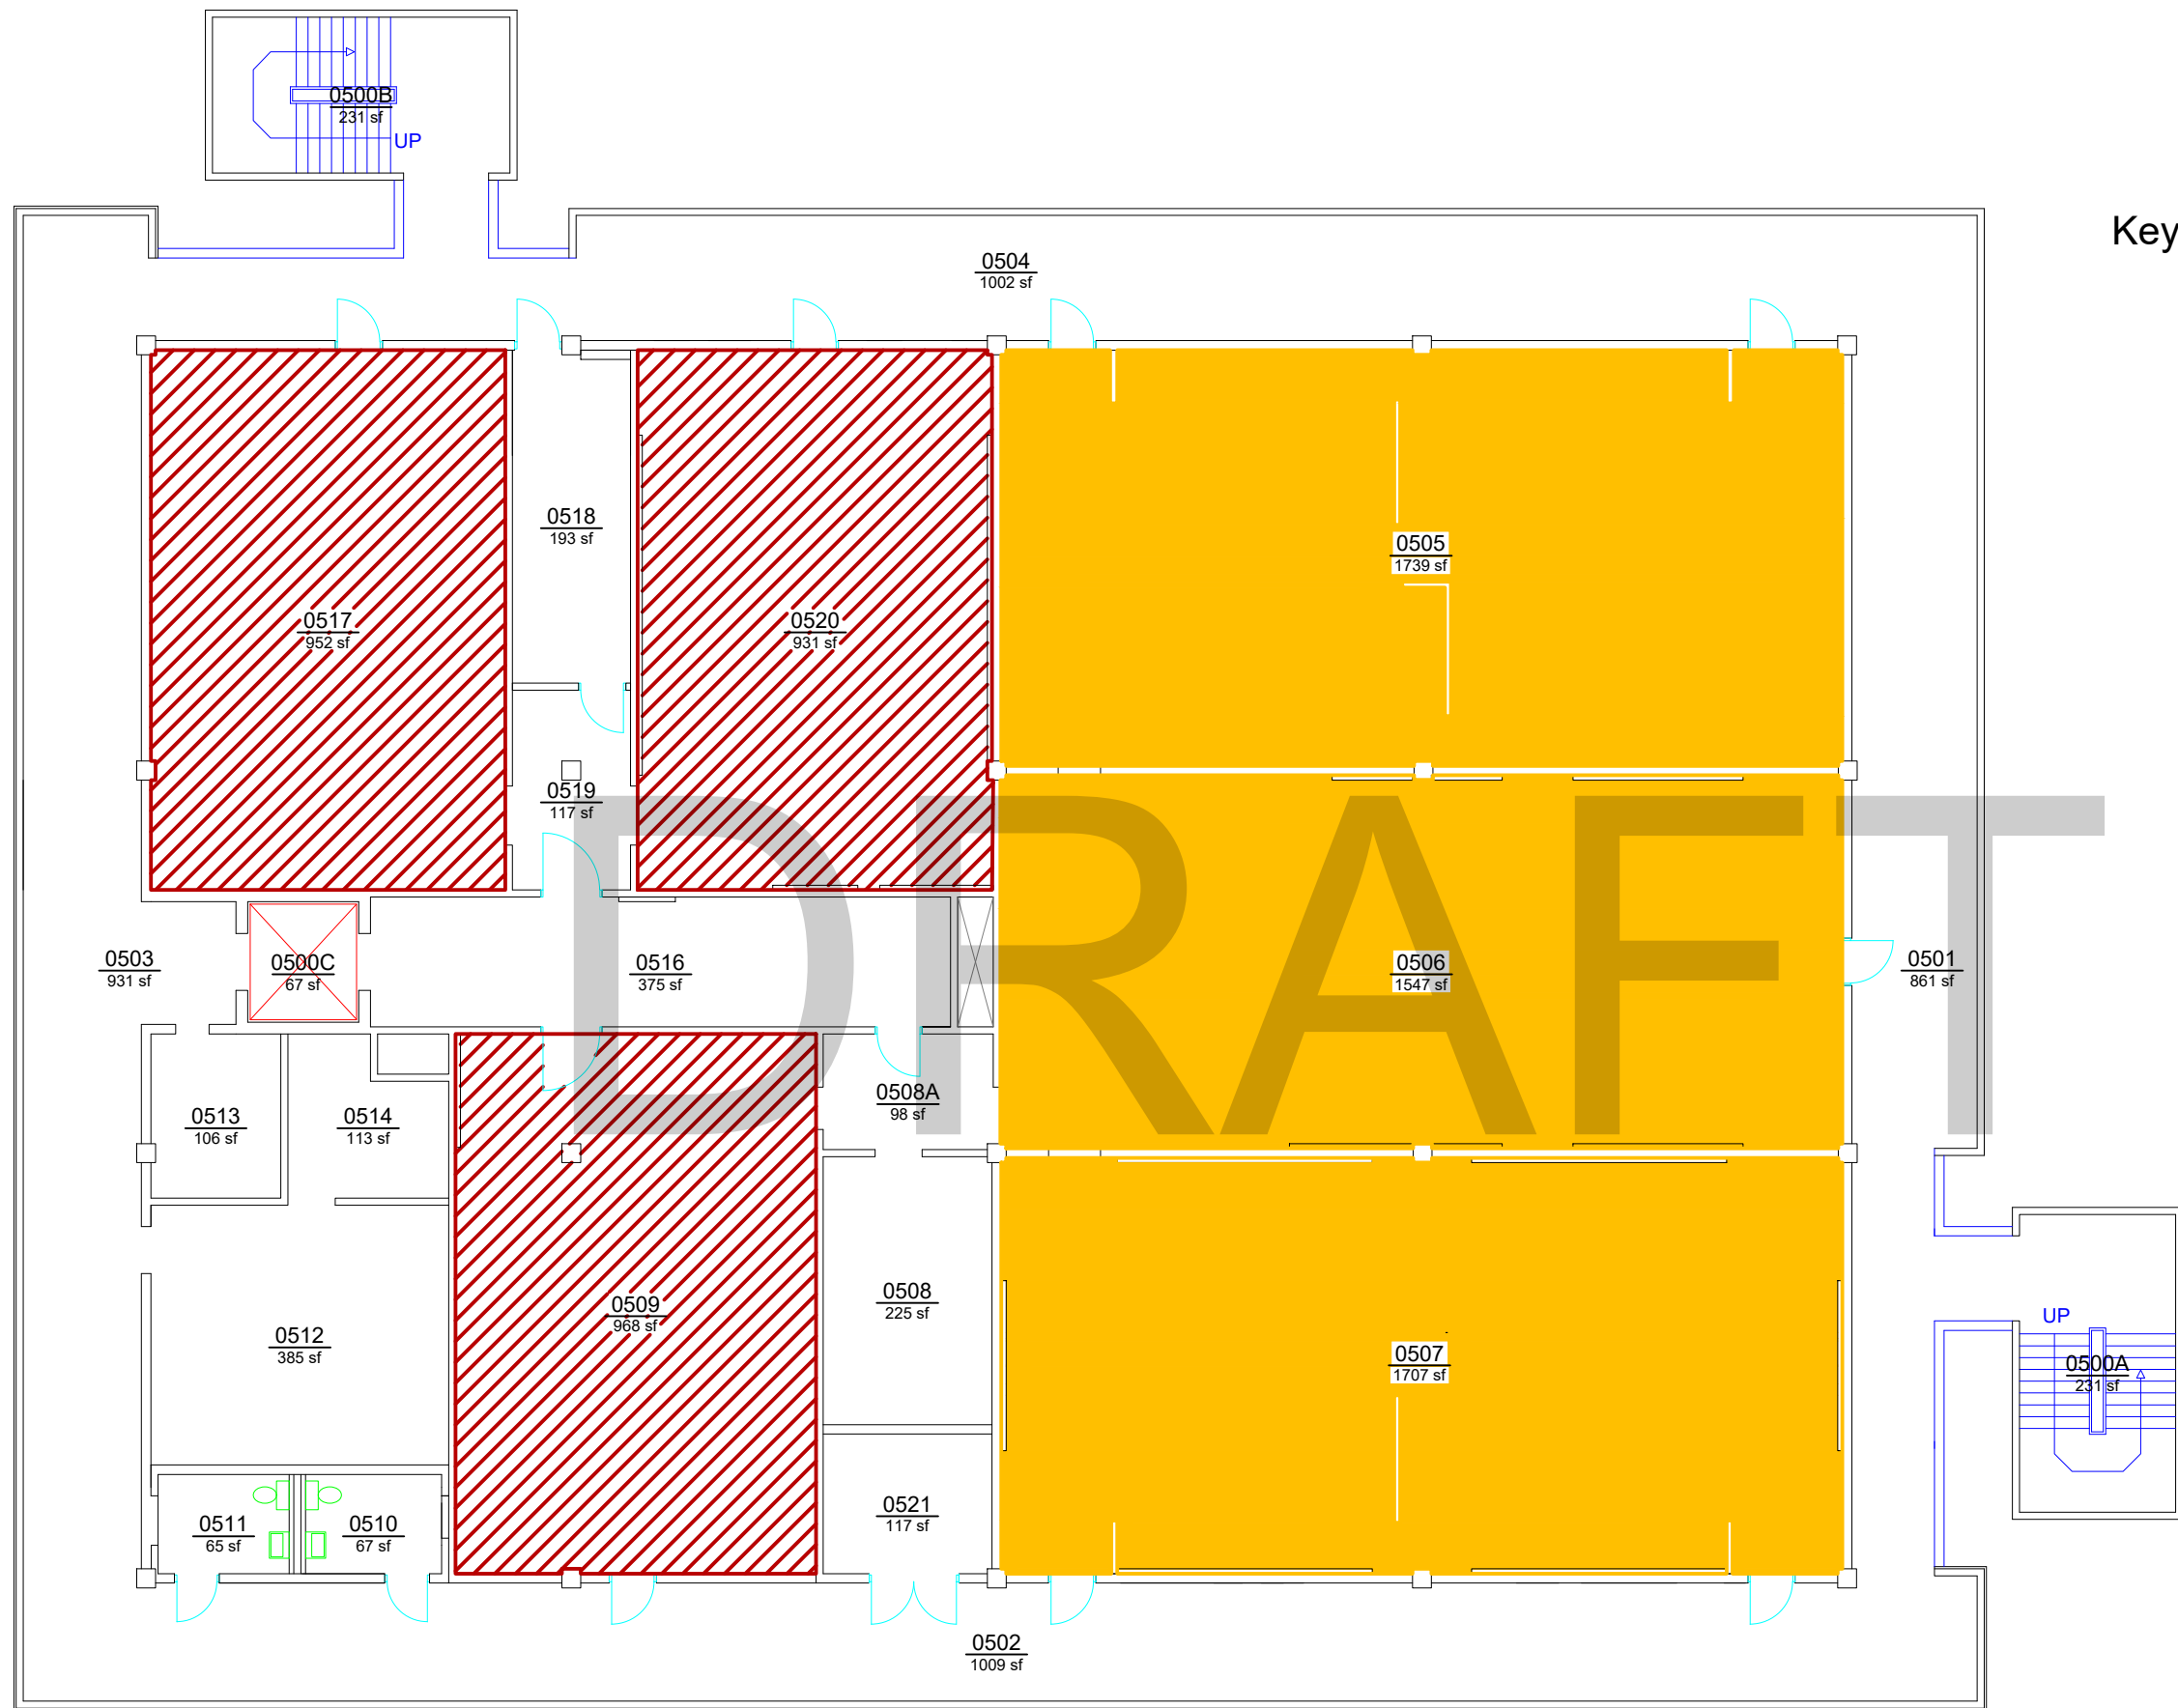 0500B
231 sf
UP
Key
0504
1002 sf
0518
193 sf
0505
1739 sf
0517
952 sf
0520
931 sf
0519
117 sf
DRAFT
0503
931 sf
0500C
67 sf
0516
375 sf
0506
1547 sf
0501
861 sf
0508A
98 sf
0513
106 sf
0514
113 sf
0508
225 sf
0509
968 sf
UP
0512
385 sf
0507
1707 sf
0500A
231 sf
0521
117 sf
0511
65 sf
0510
67 sf
0502
1009 sf